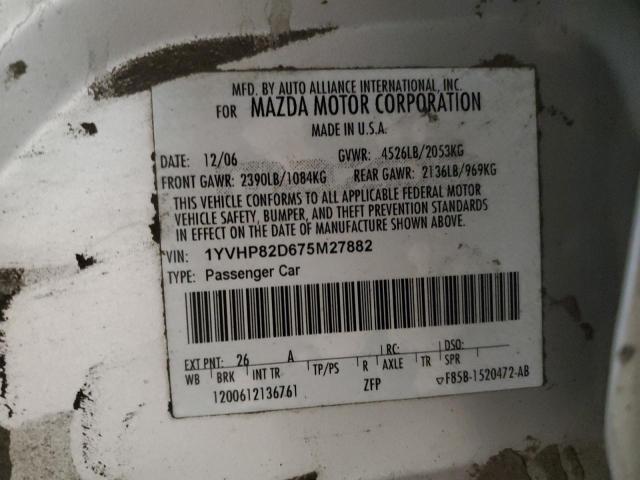 MFD. BY AUTO ALLIANCE INTERNATIONAL, INC.
FOR MAZDA MOTOR CORPORATION
MADE IN U.S.A.
DATE: 12/06 GVWR: 4526LB/2053KG
FRONT GAWR: 2390LB/1084KG REAR GAWR: 2136LB/969KG
THIS VEHICLE CONFORMS TO ALL APPLICABLE FEDERAL MOTOR
VEHICLE SAFETY, BUMPER, AND THEFT PREVENTION STANDARDS
IN EFFECT ON THE DATE OF MANUFACTURE SHOWN ABOVE.
VIN: 1YVHP82D675M27882
TYPE: Passenger Car
EXT PNT: 26 A RC: DSO:
WB BRK INT TR TP/PS R AXLE TR SPR
1200612136761 ZFP F85B-1520472-AB